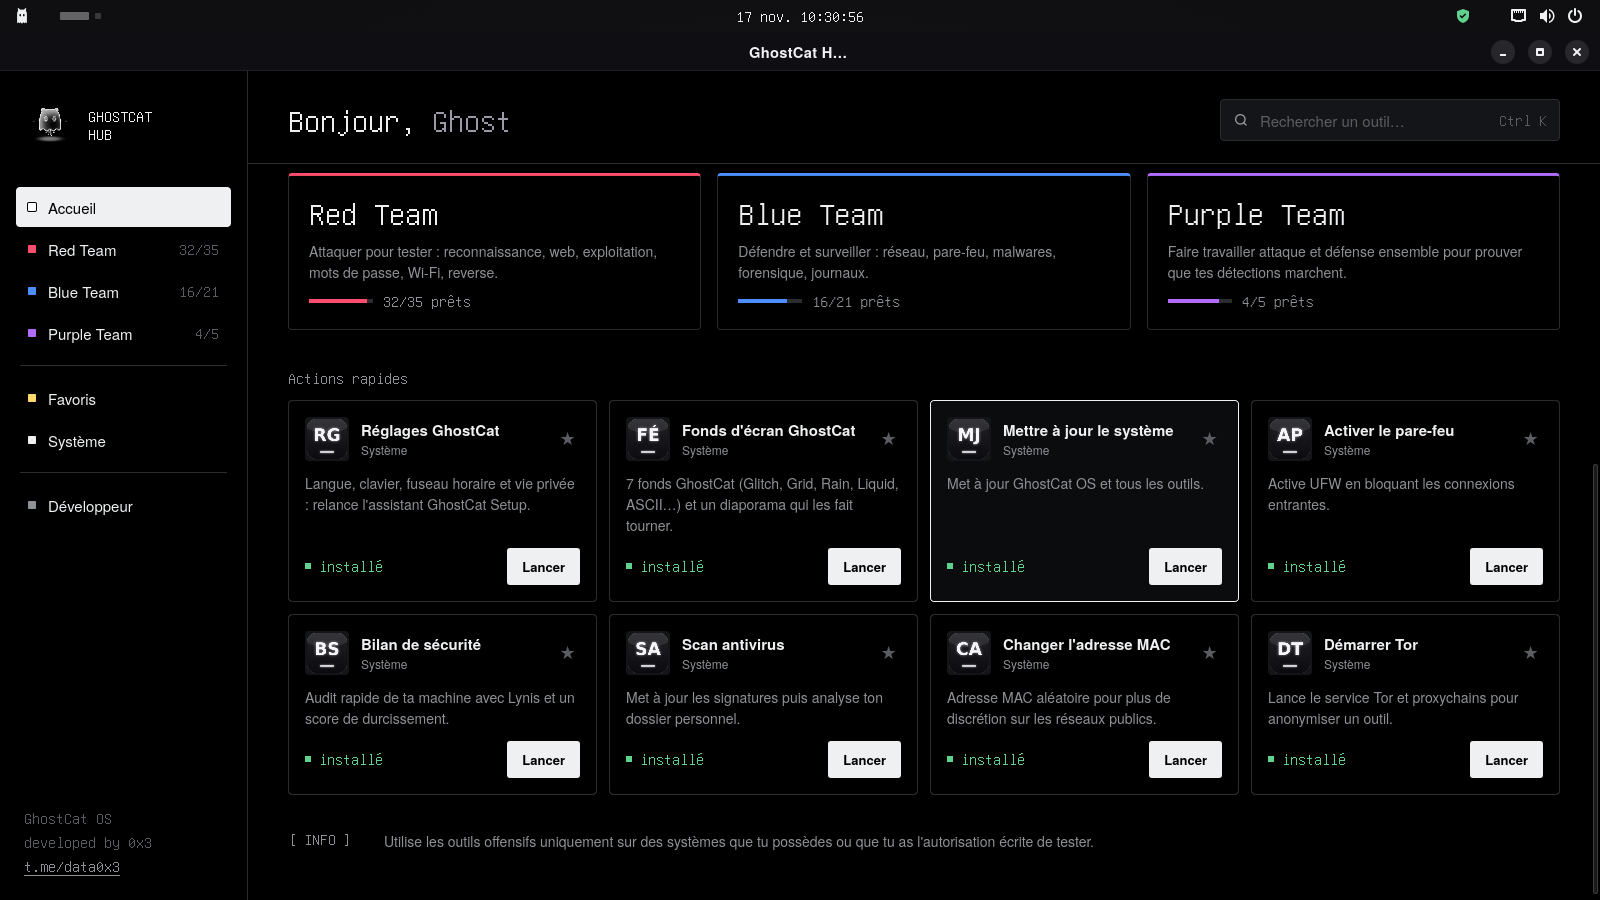 17 nov. 10:30:56
GhostCat H…
GHOSTCAT
HUB
Accueil
Red Team 32/35
Blue Team 16/21
Purple Team 4/5
Favoris
Système
Développeur
GhostCat OS
developed by 0x3
t.me/data0x3
Bonjour, Ghost
Rechercher un outil… Ctrl K
Red Team
Attaquer pour tester : reconnaissance, web, exploitation,
mots de passe, Wi-Fi, reverse.
32/35 prêts
Blue Team
Défendre et surveiller : réseau, pare-feu, malwares,
forensique, journaux.
16/21 prêts
Purple Team
Faire travailler attaque et défense ensemble pour prouver
que tes détections marchent.
4/5 prêts
Actions rapides
RG
Réglages GhostCat
Système
Langue, clavier, fuseau horaire et vie privée
: relance l'assistant GhostCat Setup.
installé
Lancer
FÉ
Fonds d'écran GhostCat
Système
7 fonds GhostCat (Glitch, Grid, Rain, Liquid,
ASCII…) et un diaporama qui les fait
tourner.
installé
Lancer
MJ
Mettre à jour le système
Système
Met à jour GhostCat OS et tous les outils.
installé
Lancer
AP
Activer le pare-feu
Système
Active UFW en bloquant les connexions
entrantes.
installé
Lancer
BS
Bilan de sécurité
Système
Audit rapide de ta machine avec Lynis et un
score de durcissement.
installé
Lancer
SA
Scan antivirus
Système
Met à jour les signatures puis analyse ton
dossier personnel.
installé
Lancer
CA
Changer l'adresse MAC
Système
Adresse MAC aléatoire pour plus de
discrétion sur les réseaux publics.
installé
Lancer
DT
Démarrer Tor
Système
Lance le service Tor et proxychains pour
anonymiser un outil.
installé
Lancer
[ INFO ] Utilise les outils offensifs uniquement sur des systèmes que tu possèdes ou que tu as l'autorisation écrite de tester.